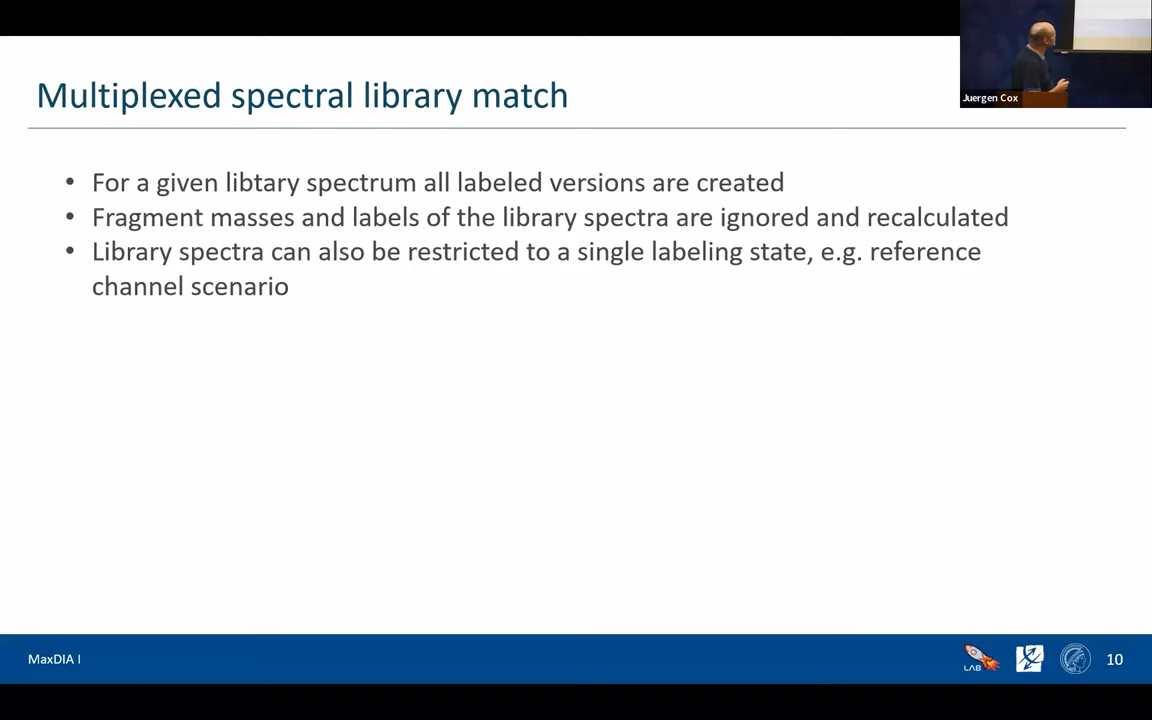 Juergen Cox
Multiplexed spectral library match
• For a given libtary spectrum all labeled versions are created
• Fragment masses and labels of the library spectra are ignored and recalculated
• Library spectra can also be restricted to a single labeling state, e.g. reference
channel scenario
MaxDIA I
LAB
10